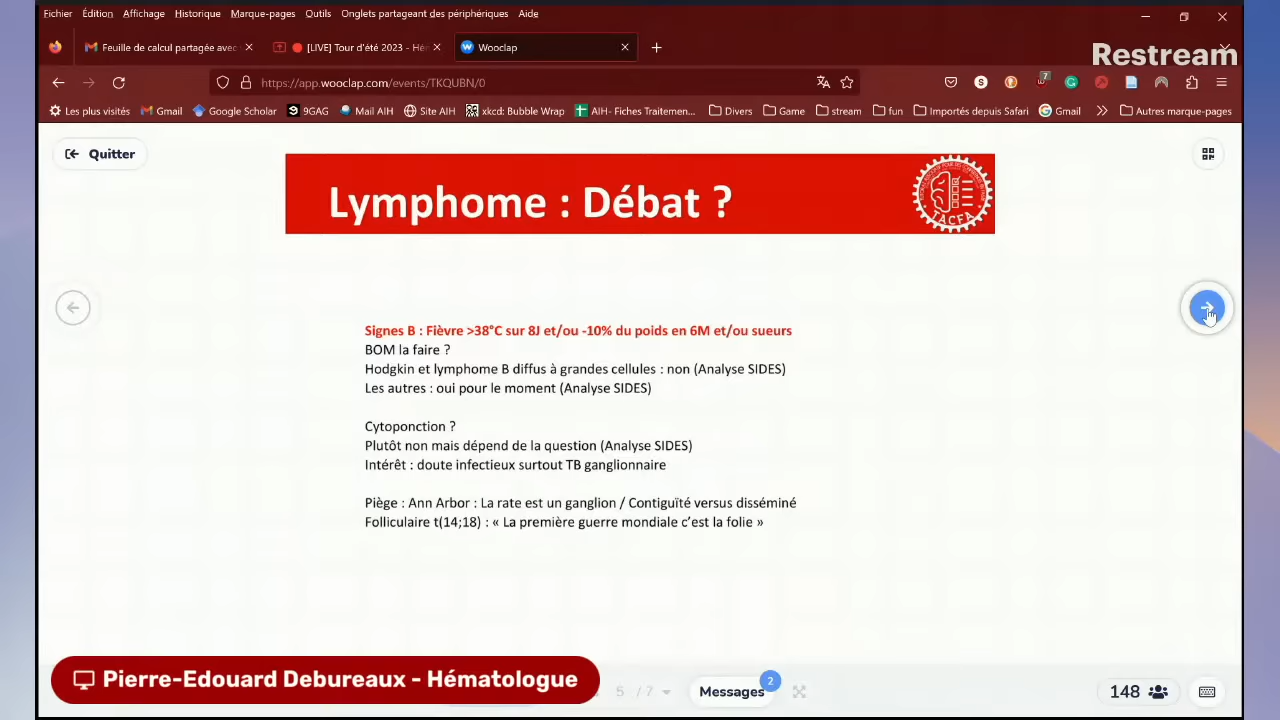 Fichier Édition Affichage Historique Marque-pages Outils Onglets partageant des périphériques Aide
Feuille de calcul partagée avec
[LIVE] Tour d'été 2023 - Hé
Wooclap
Restream
https://app.wooclap.com/events/TKQUBN/0
7
Les plus visités Gmail Google Scholar 9GAG Mail AIH Site AIH xkcd: Bubble Wrap AIH- Fiches Traitemen... Divers Game stream fun Importés depuis Safari Gmail Autres marque-pages
Quitter
Lymphome : Débat ?
TACFA
Signes B : Fièvre >38°C sur 8J et/ou -10% du poids en 6M et/ou sueurs
BOM la faire ?
Hodgkin et lymphome B diffus à grandes cellules : non (Analyse SIDES)
Les autres : oui pour le moment (Analyse SIDES)
Cytoponction ?
Plutôt non mais dépend de la question (Analyse SIDES)
Intérêt : doute infectieux surtout TB ganglionnaire
Piège : Ann Arbor : La rate est un ganglion / Contiguïté versus disséminé
Folliculaire t(14;18) : « La première guerre mondiale c'est la folie »
Pierre-Edouard Debureaux - Hématologue
5 / 7
Messages 2
148